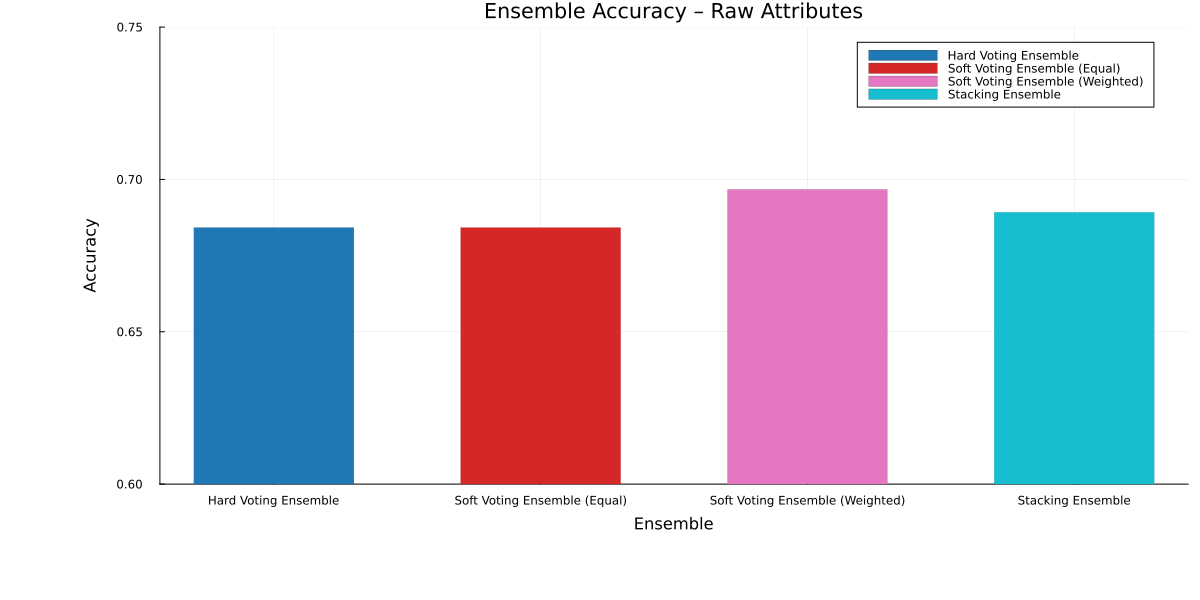 Ensemble Accuracy – Raw Attributes
0.75
Hard Voting Ensemble
Soft Voting Ensemble (Equal)
Soft Voting Ensemble (Weighted)
Stacking Ensemble
0.70
Accuracy
0.65
0.60
Hard Voting Ensemble
Soft Voting Ensemble (Equal)
Soft Voting Ensemble (Weighted)
Stacking Ensemble
Ensemble